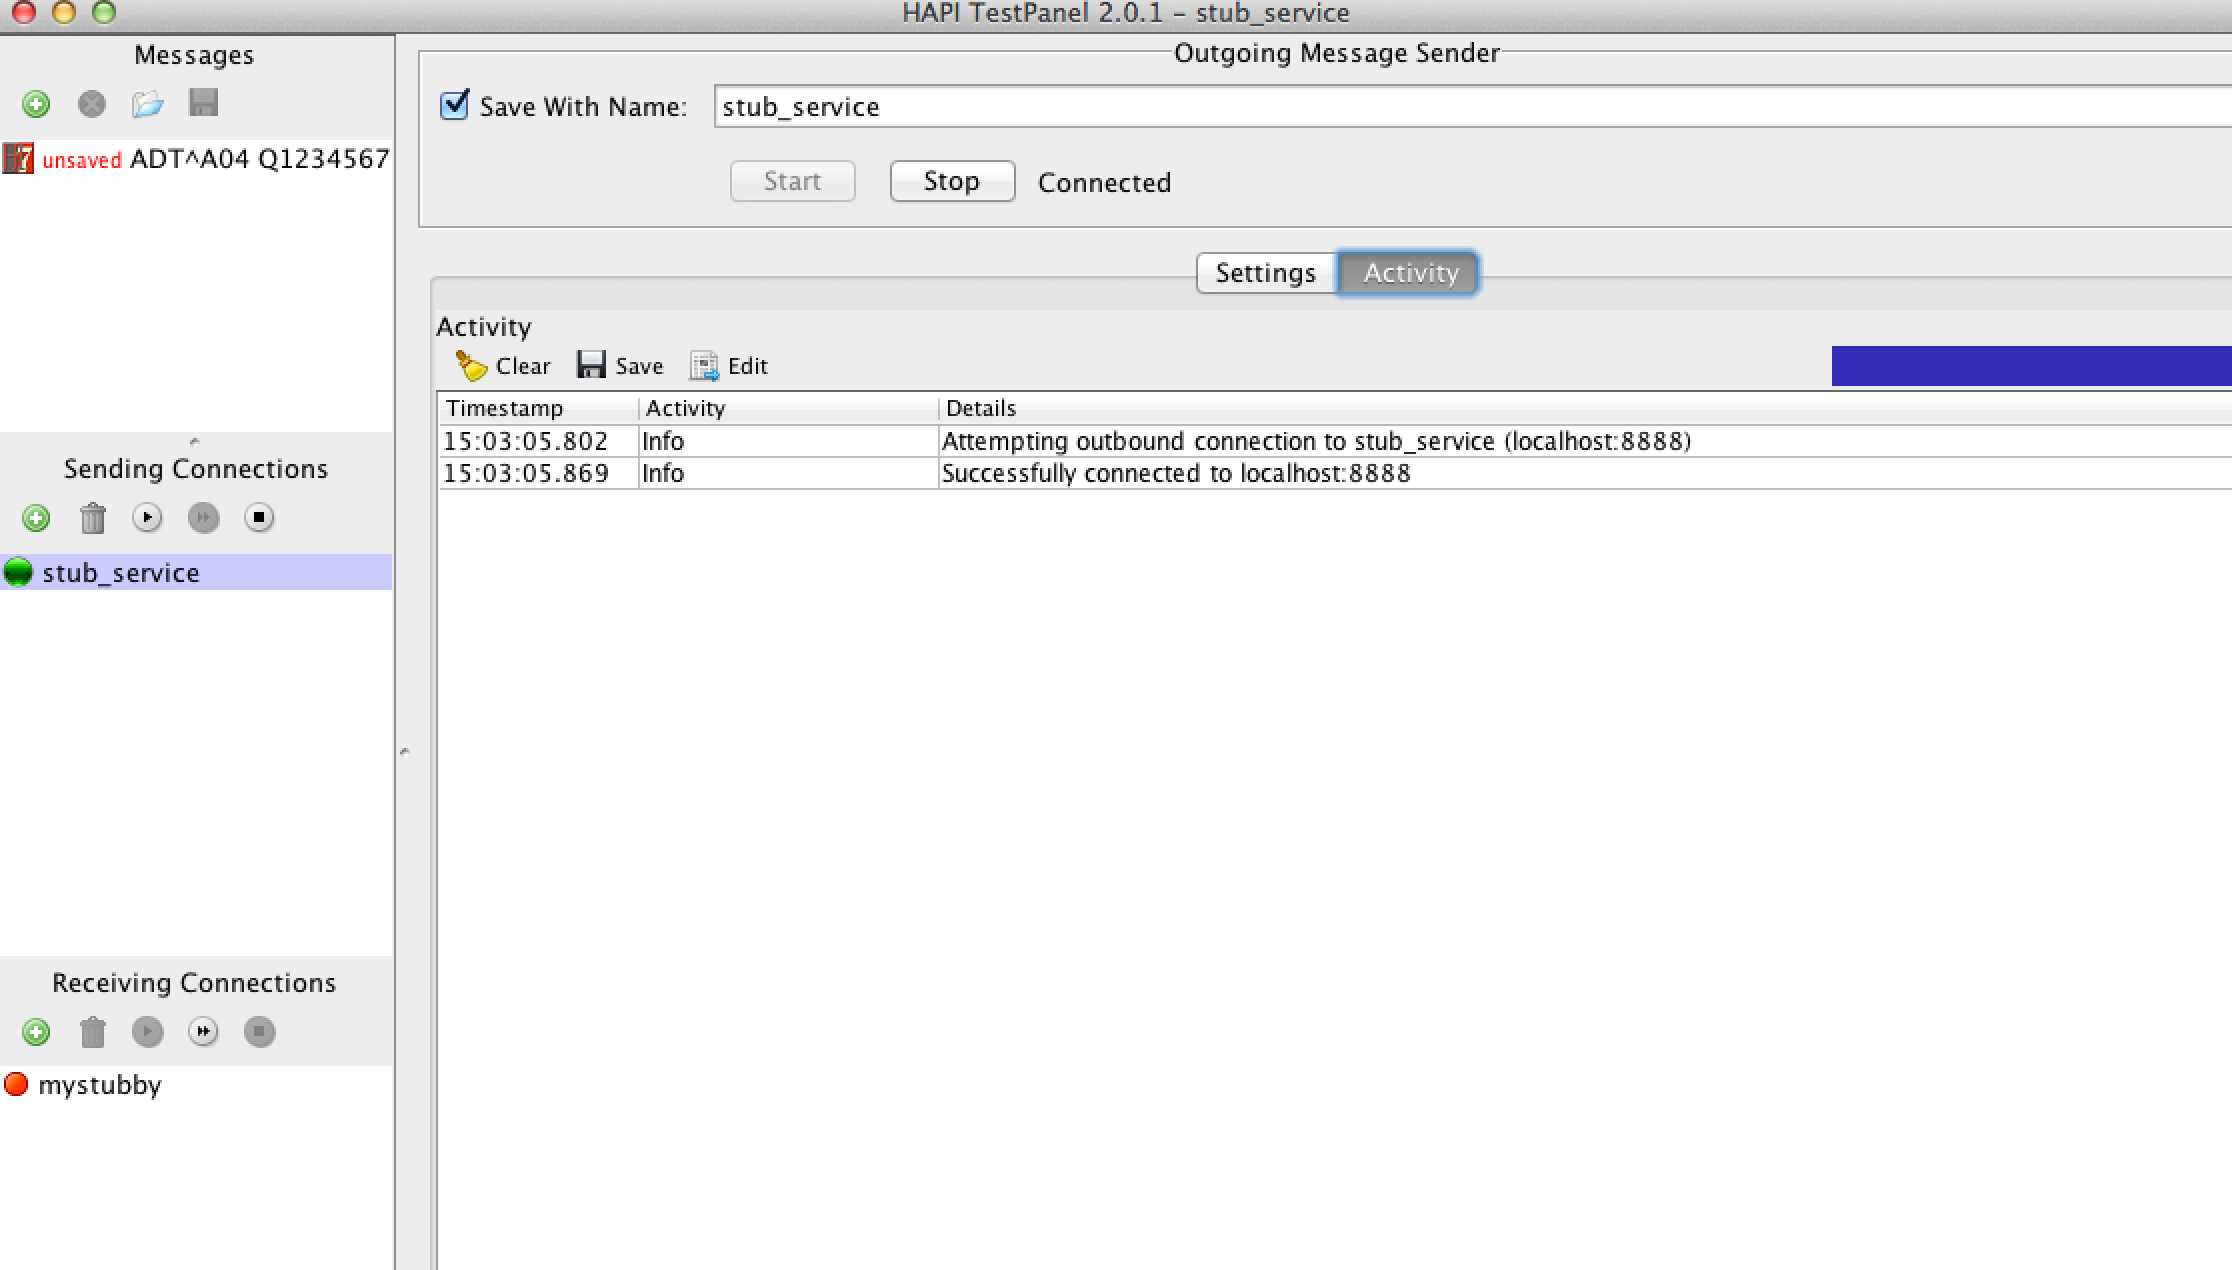 HAPI TestPanel 2.0.1 – stub_service
Messages
unsaved ADT^A04 Q1234567
Sending Connections
stub_service
Receiving Connections
mystubby
Outgoing Message Sender
Save With Name: stub_service
Start Stop Connected
Settings Activity
Activity
Clear Save Edit
Timestamp Activity Details
15:03:05.802 Info Attempting outbound connection to stub_service (localhost:8888)
15:03:05.869 Info Successfully connected to localhost:8888